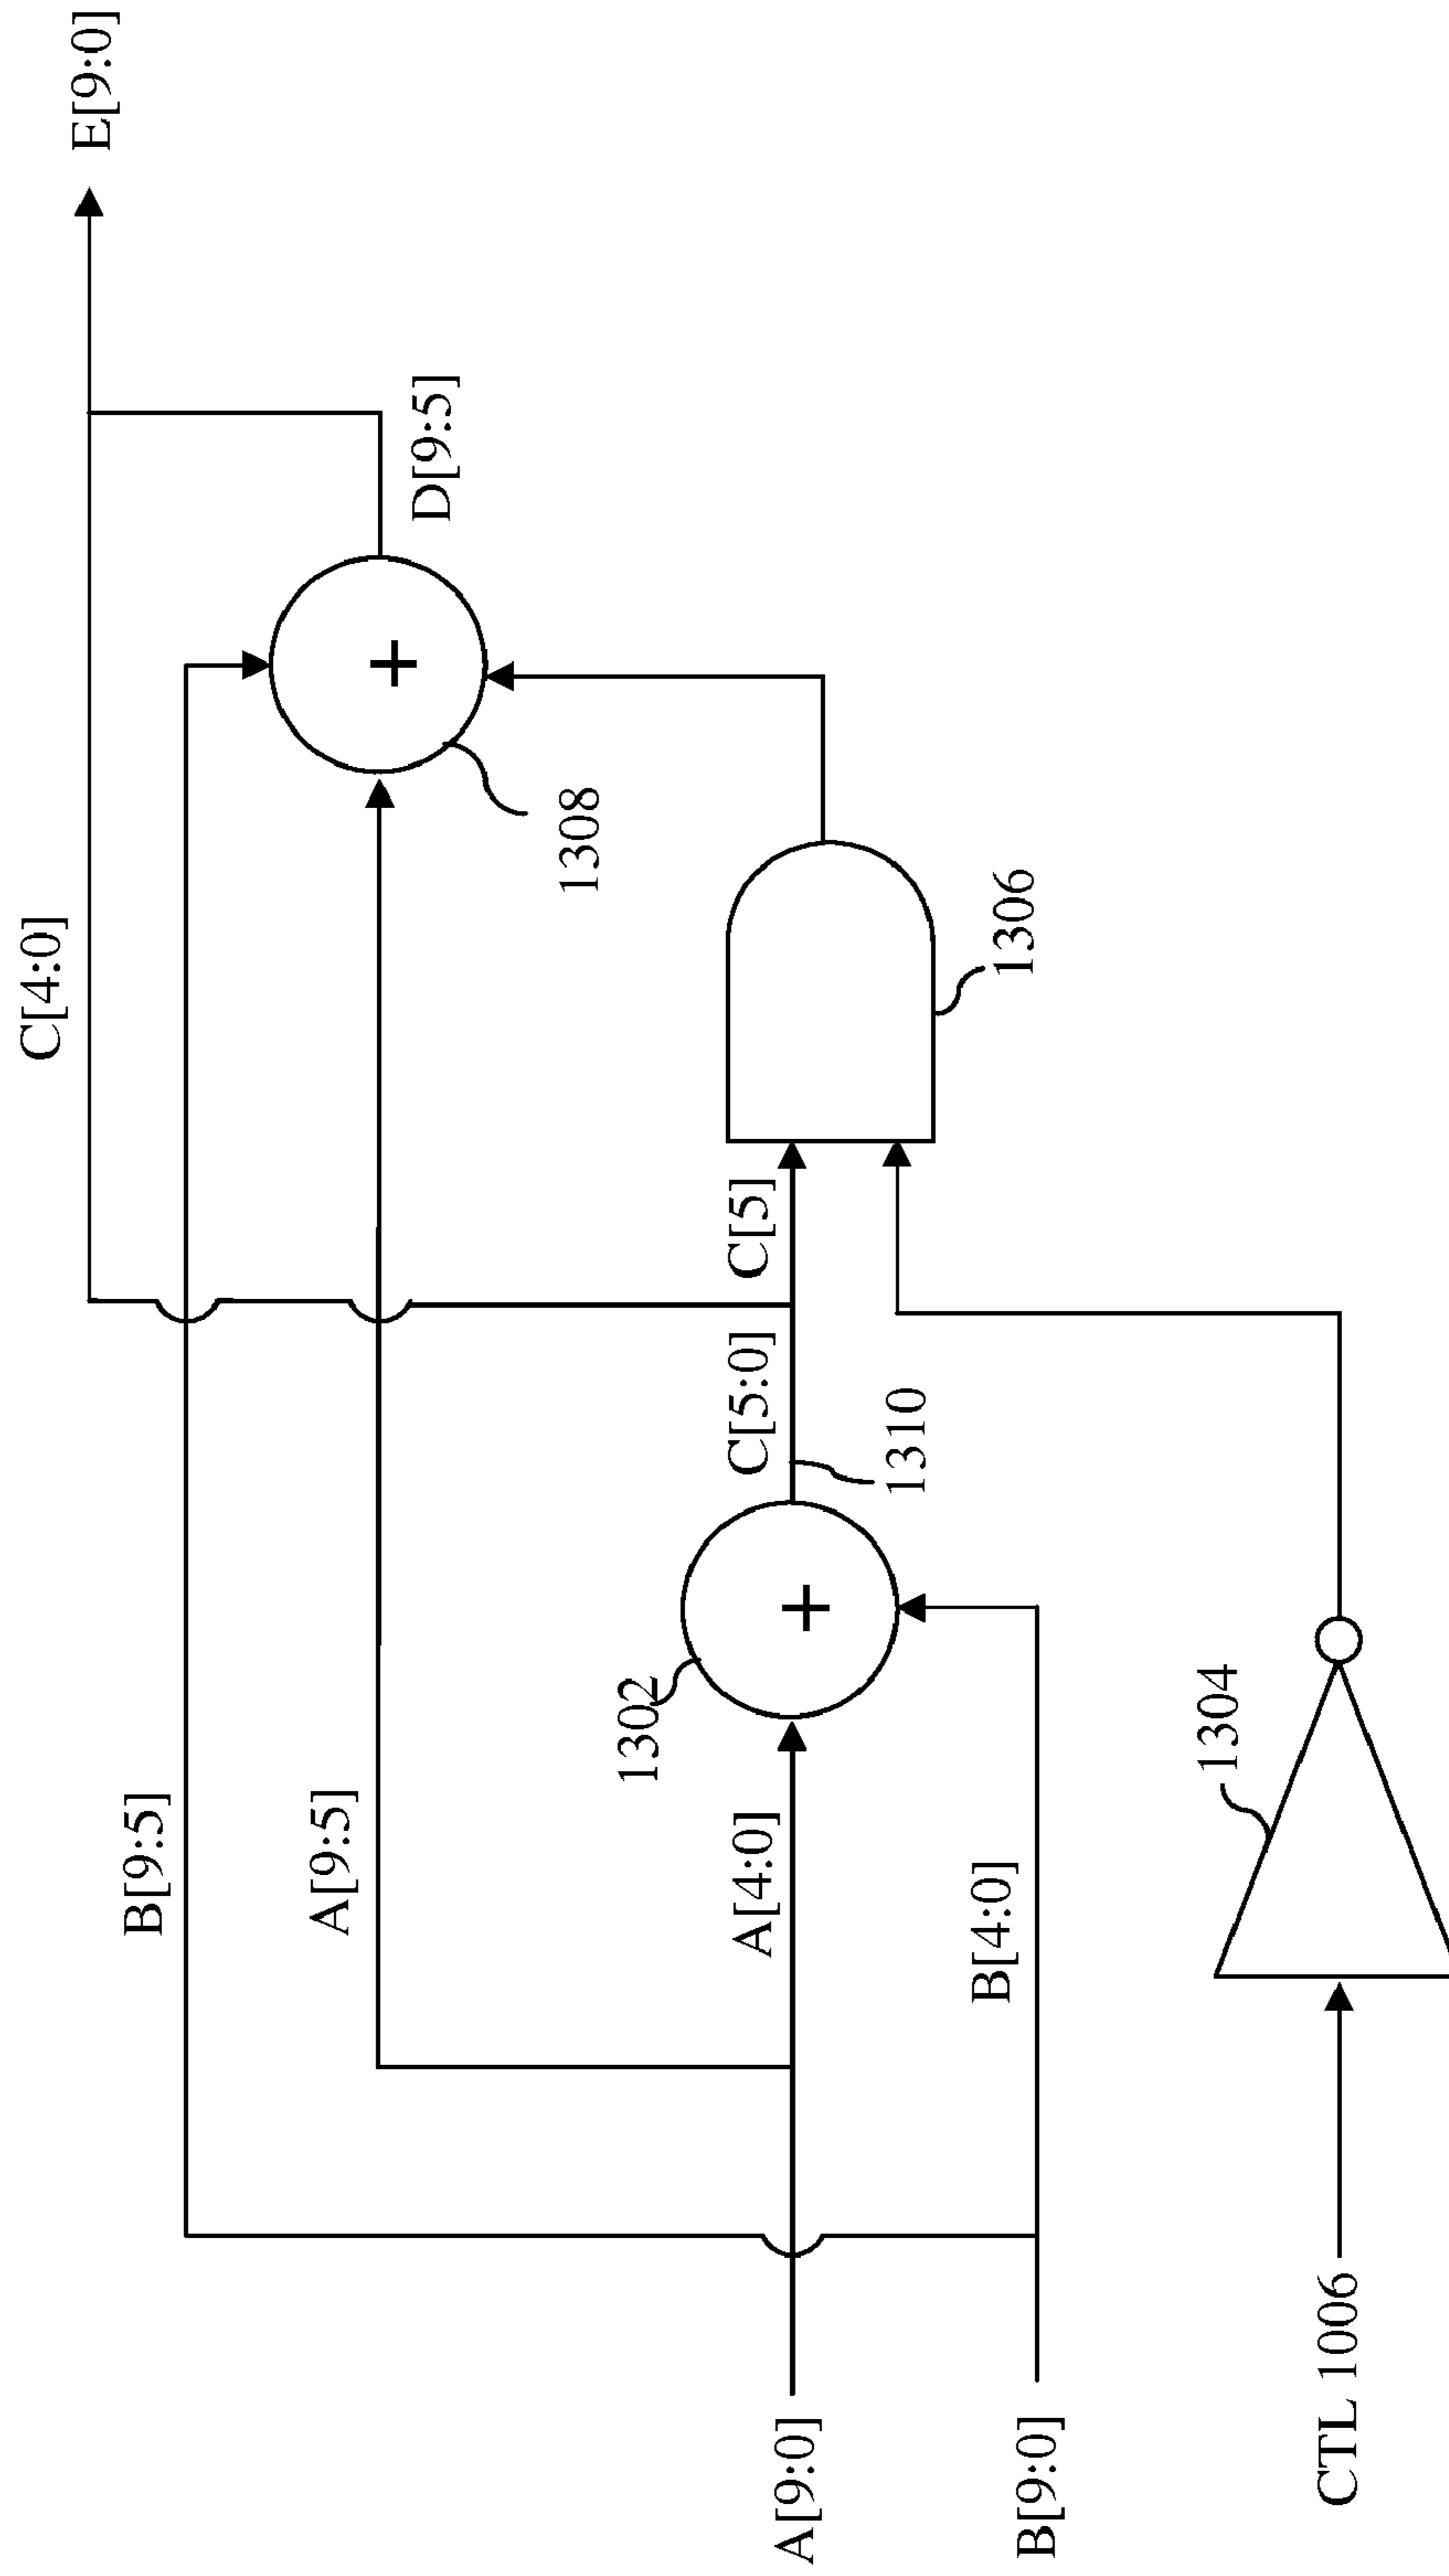 C[4:0]
E[9:0]
B[9:5]
A[9:5]
D[9:5]
1308
1302
A[4:0]
C[5:0]
C[5]
A[9:0]
1310
1306
B[4:0]
B[9:0]
1304
CTL 1006